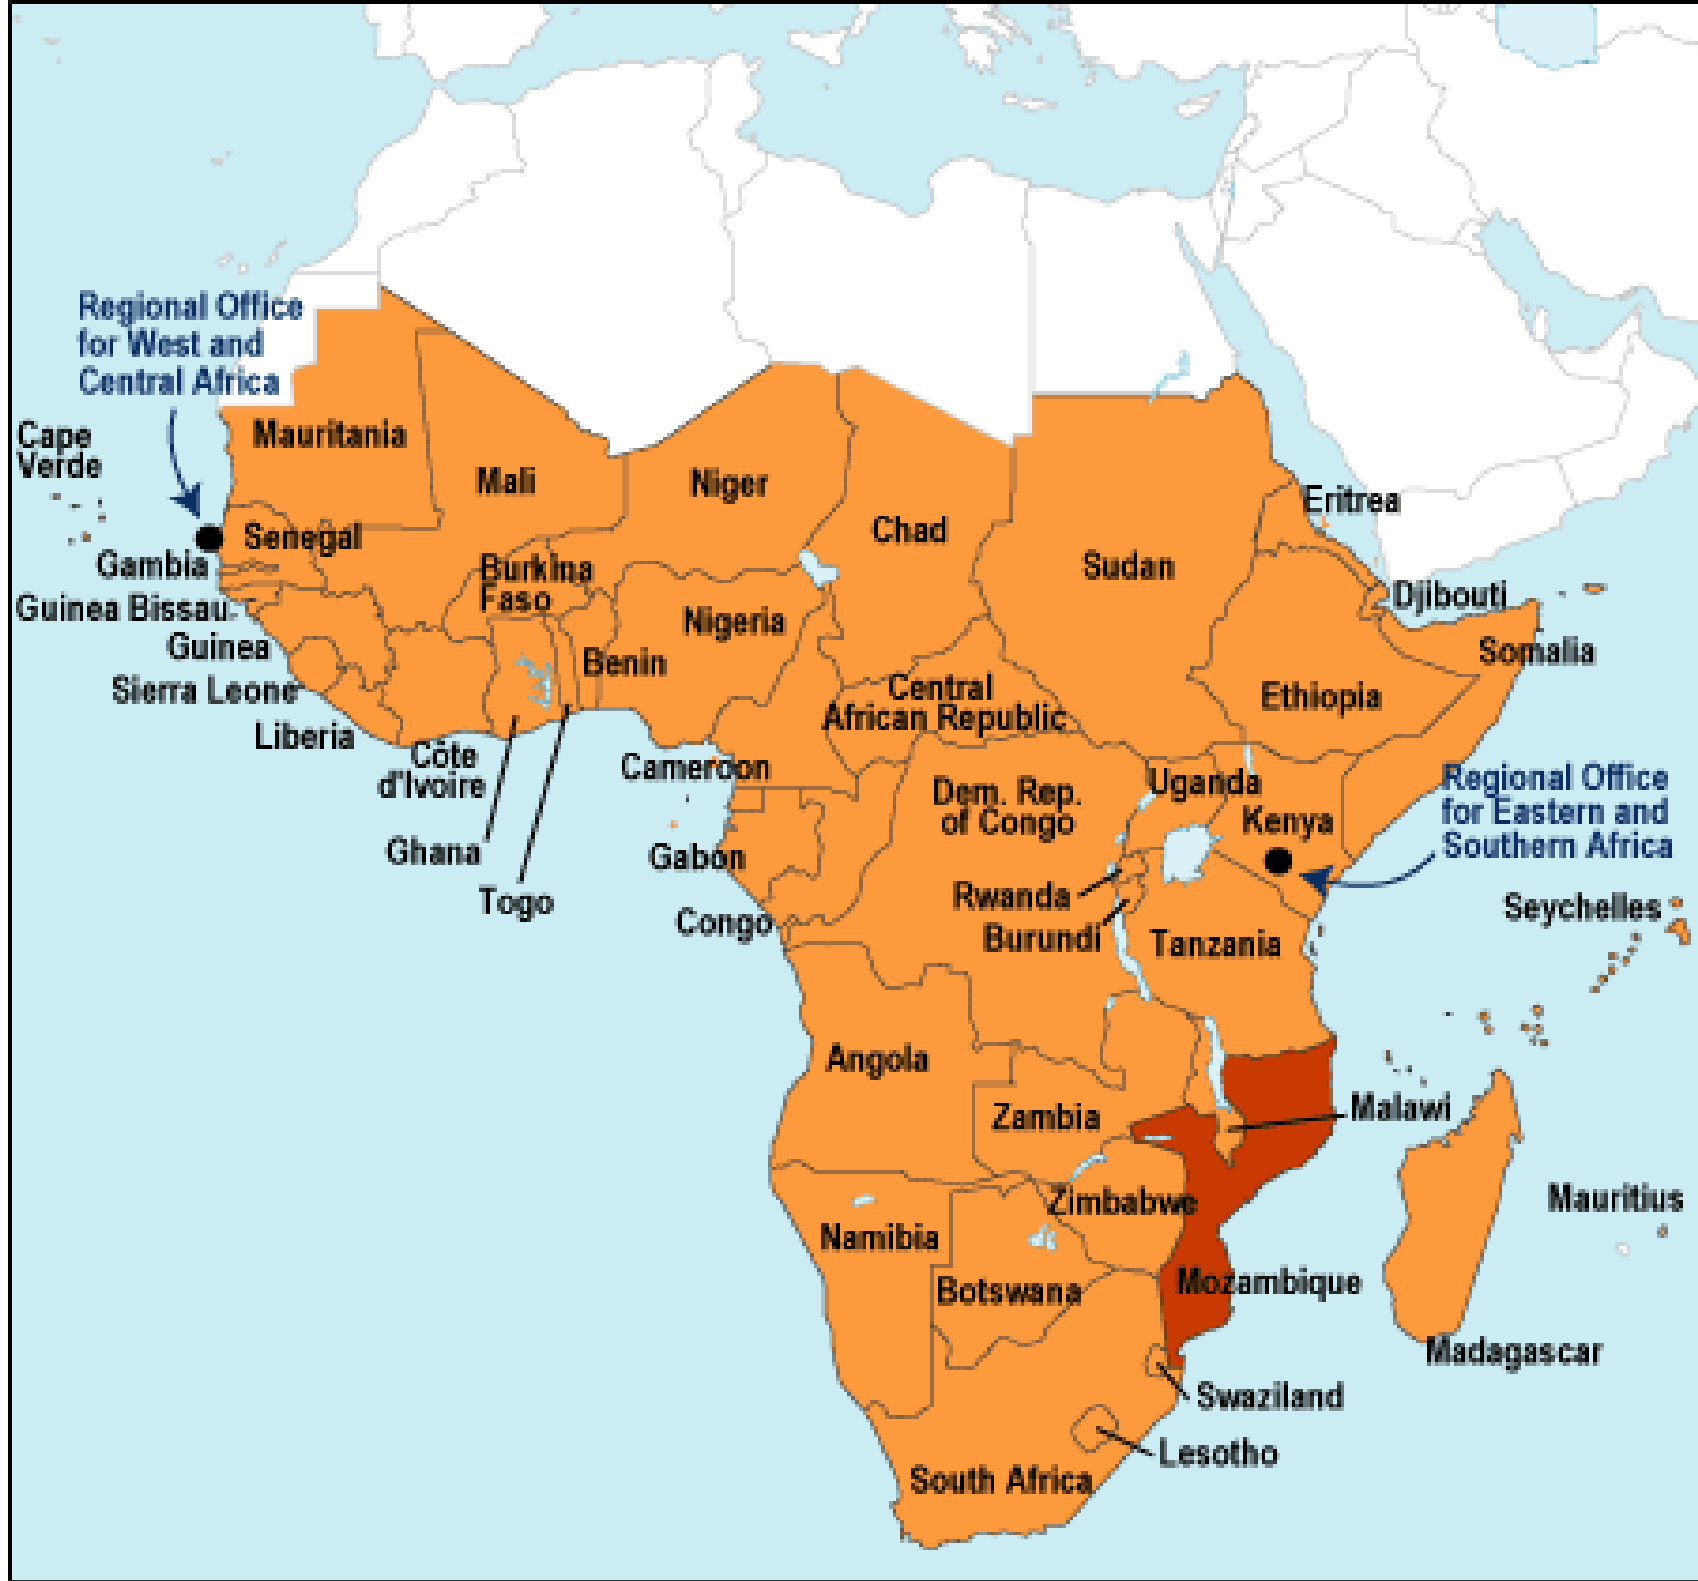 Regional Office
for West and
Central Africa
Cape
Verde
Mauritania
Mali
Niger
Chad
Sudan
Eritrea
Senegal
Gambia
Burkina
Faso
Djibouti
Guinea Bissau
Nigeria
Guinea
Benin
Somalia
Sierra Leone
Central
African Republic
Ethiopia
Liberia
Côte
d'Ivoire
Cameroon
Uganda
Dem. Rep.
of Congo
Kenya
Regional Office
for Eastern and
Southern Africa
Ghana
Gabon
Togo
Rwanda
Seychelles
Congo
Burundi
Tanzania
Angola
Zambia
Malawi
Zimbabwe
Mauritius
Namibia
Botswana
Mozambique
Madagascar
Swaziland
Lesotho
South Africa